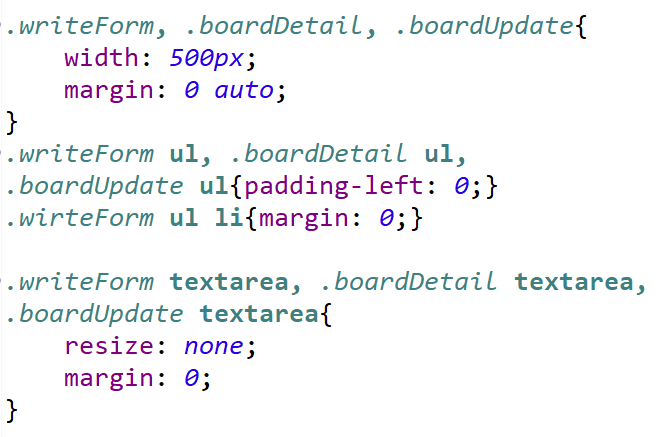 .writeForm, .boardDetail, .boardUpdate{
    width: 500px;
    margin: 0 auto;
}
.writeForm ul, .boardDetail ul,
.boardUpdate ul{padding-left: 0;}
.wirteForm ul li{margin: 0;}

.writeForm textarea, .boardDetail textarea,
.boardUpdate textarea{
    resize: none;
    margin: 0;
}